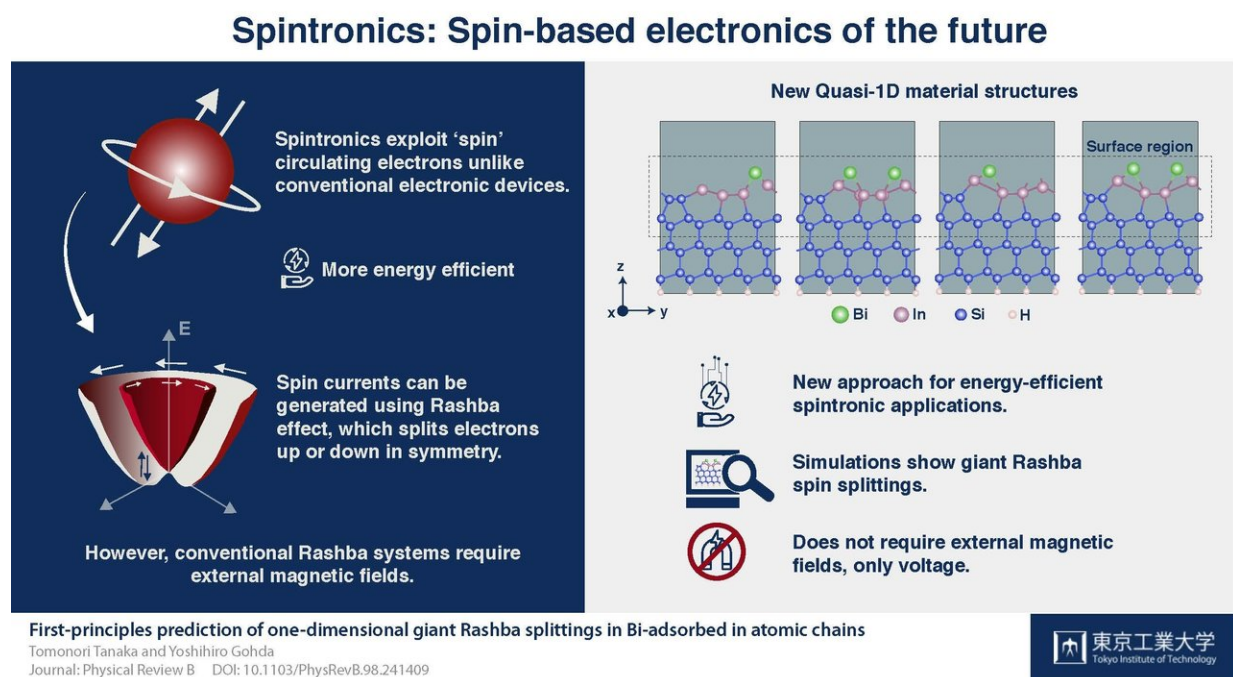 Spintronics: Spin-based electronics of the future
Spintronics exploit ‘spin’
circulating electrons unlike
conventional electronic devices.
More energy efficient
E
Spin currents can be
generated using Rashba
effect, which splits electrons
up or down in symmetry.
However, conventional Rashba systems require
external magnetic fields.
New Quasi-1D material structures
Surface region
z
x
y
Bi In Si H
New approach for energy-efficient
spintronic applications.
Simulations show giant Rashba
spin splittings.
Does not require external magnetic
fields, only voltage.
First-principles prediction of one-dimensional giant Rashba splittings in Bi-adsorbed in atomic chains
Tomonori Tanaka and Yoshihiro Gohda
Journal: Physical Review B DOI: 10.1103/PhysRevB.98.241409
東京工業大学
Tokyo Institute of Technology